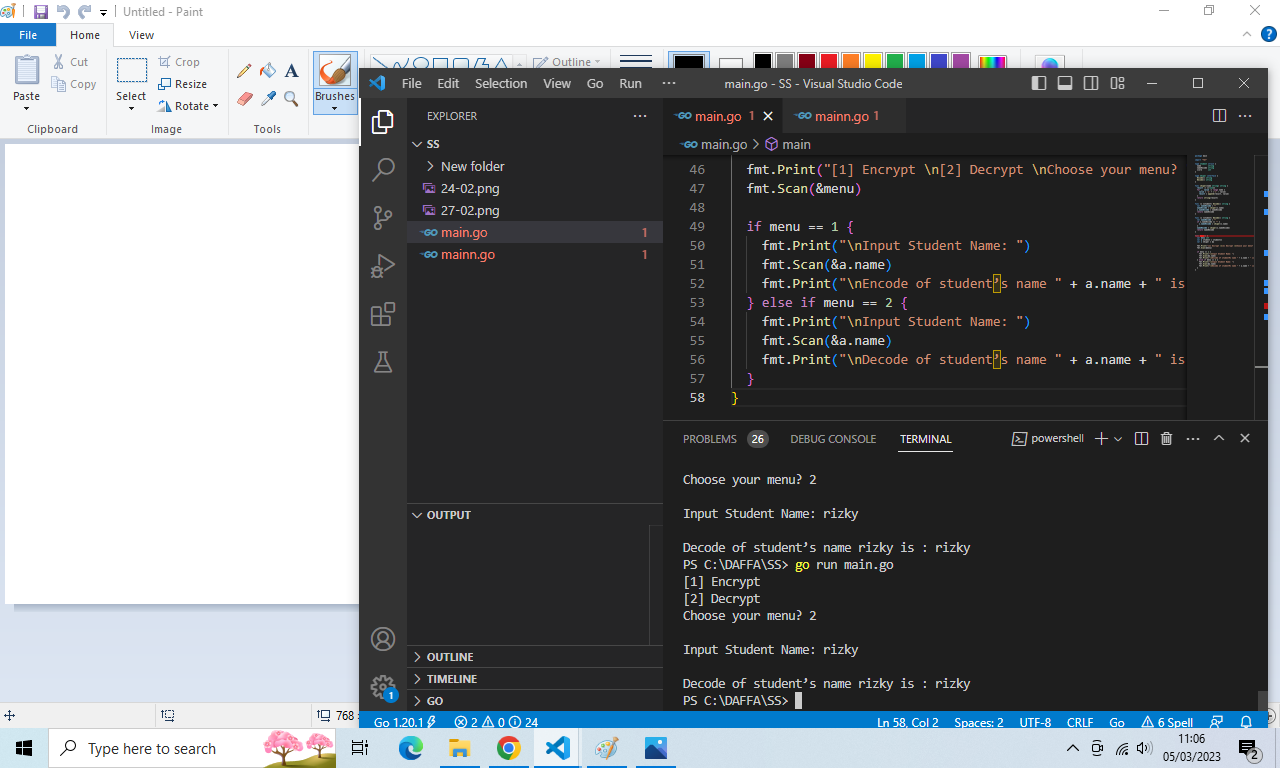 Untitled - Paint
File
Home
View
Paste
Cut
Copy
Clipboard
Select
Crop
Resize
Rotate
Image
Tools
Brushes
Outline
File Edit Selection View Go Run ···
main.go - SS - Visual Studio Code
EXPLORER
SS
New folder
24-02.png
27-02.png
main.go 1
mainn.go 1
OUTPUT
OUTLINE
TIMELINE
GO
main.go 1
mainn.go 1
main.go > main
46 fmt.Print("[1] Encrypt \n[2] Decrypt \nChoose your menu?
47 fmt.Scan(&menu)
48
49 if menu == 1 {
50 fmt.Print("\nInput Student Name: ")
51 fmt.Scan(&a.name)
52 fmt.Print("\nEncode of student’s name " + a.name + " is
53 } else if menu == 2 {
54 fmt.Print("\nInput Student Name: ")
55 fmt.Scan(&a.name)
56 fmt.Print("\nDecode of student’s name " + a.name + " is
57 }
58 }
PROBLEMS 26 DEBUG CONSOLE TERMINAL
powershell
Choose your menu? 2
Input Student Name: rizky
Decode of student’s name rizky is : rizky
PS C:\DAFFA\SS> go run main.go
[1] Encrypt
[2] Decrypt
Choose your menu? 2
Input Student Name: rizky
Decode of student’s name rizky is : rizky
PS C:\DAFFA\SS>
1
768
Go 1.20.1 2 0 24
Ln 58, Col 2 Spaces: 2 UTF-8 CRLF Go 6 Spell
Type here to search
11:06
05/03/2023
2